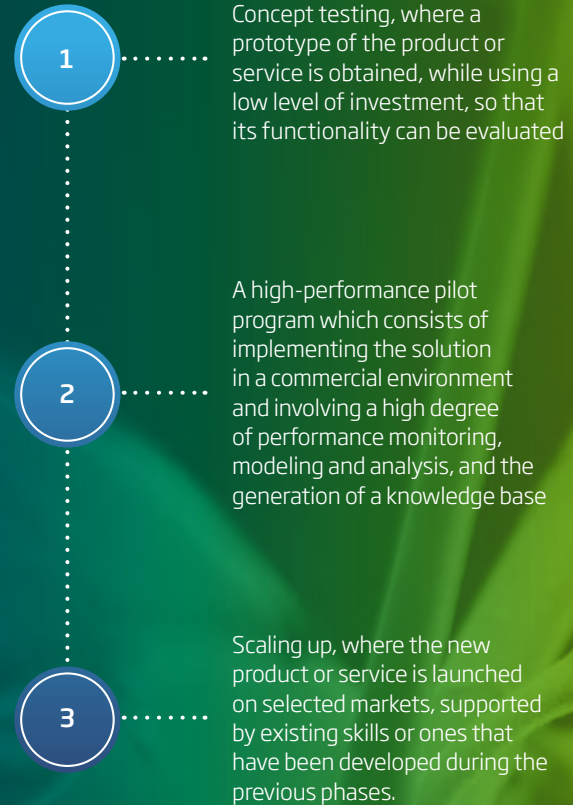 1
Concept testing, where a
prototype of the product or
service is obtained, while using a
low level of investment, so that
its functionality can be evaluated
2
A high-performance pilot
program which consists of
implementing the solution
in a commercial environment
and involving a high degree
of performance monitoring,
modeling and analysis, and the
generation of a knowledge base
3
Scaling up, where the new
product or service is launched
on selected markets, supported
by existing skills or ones that
have been developed during the
previous phases.